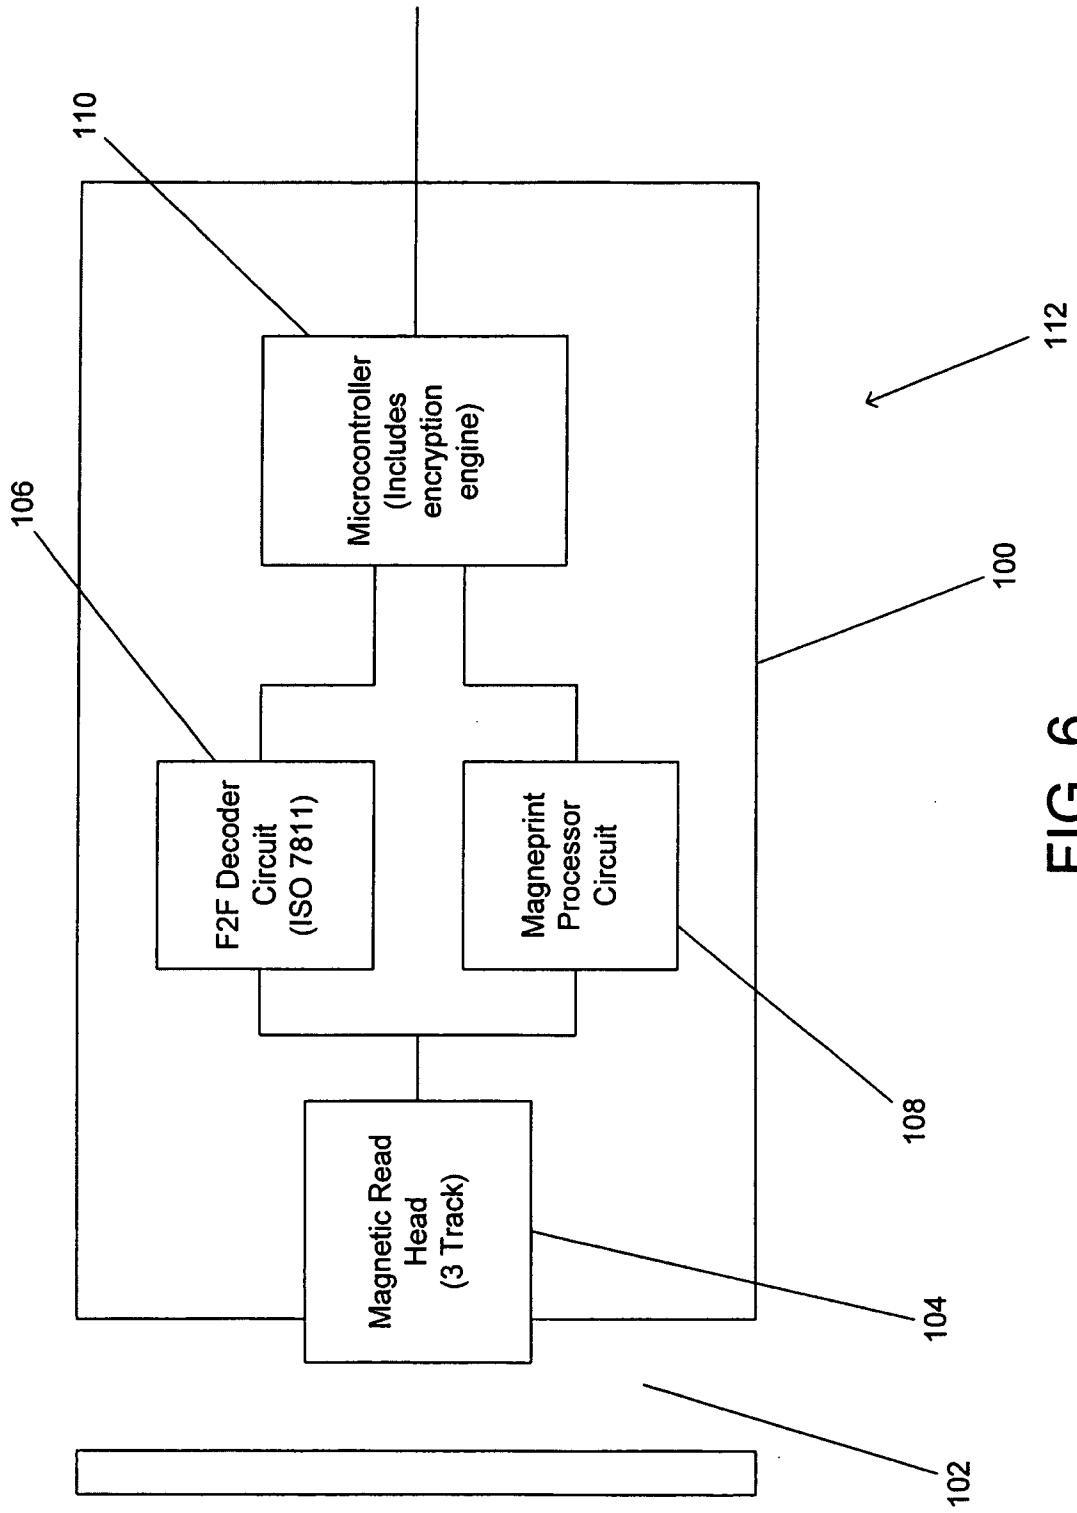 106
110
F2F Decoder
Circuit
(ISO 7811)
Magnetic Read
Head
(3 Track)
Microcontroller
(Includes
encryption
engine)
Magneprint
Processor
Circuit
108
104
102
100
112
FIG 6